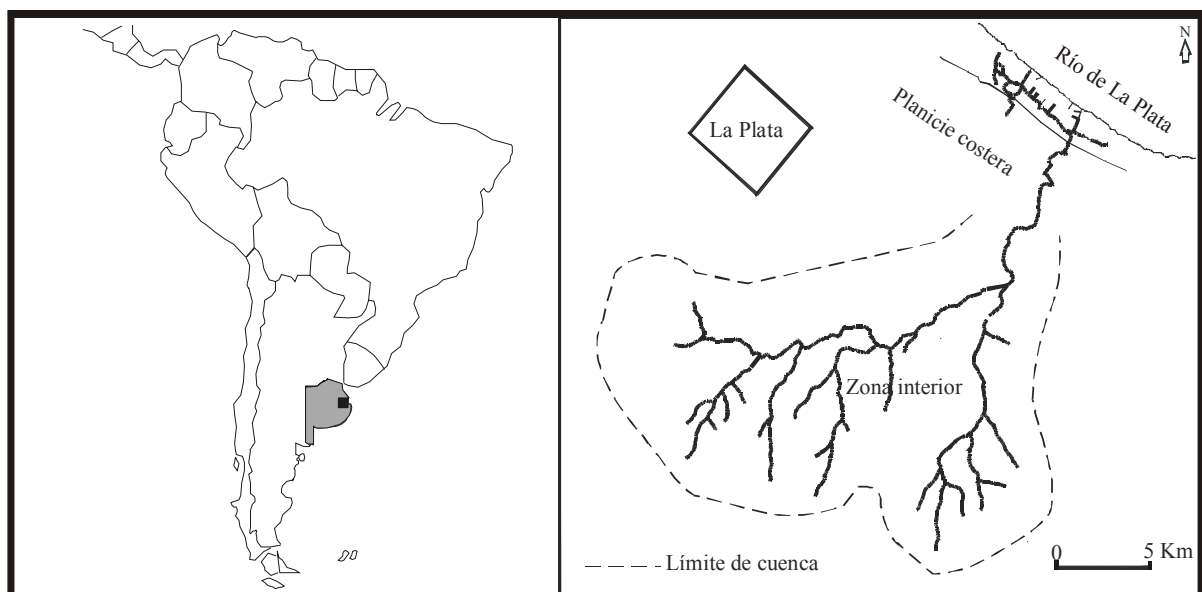 N
Río de La Plata
La Plata
Planicie costera
Zona interior
Límite de cuenca
0 5 Km